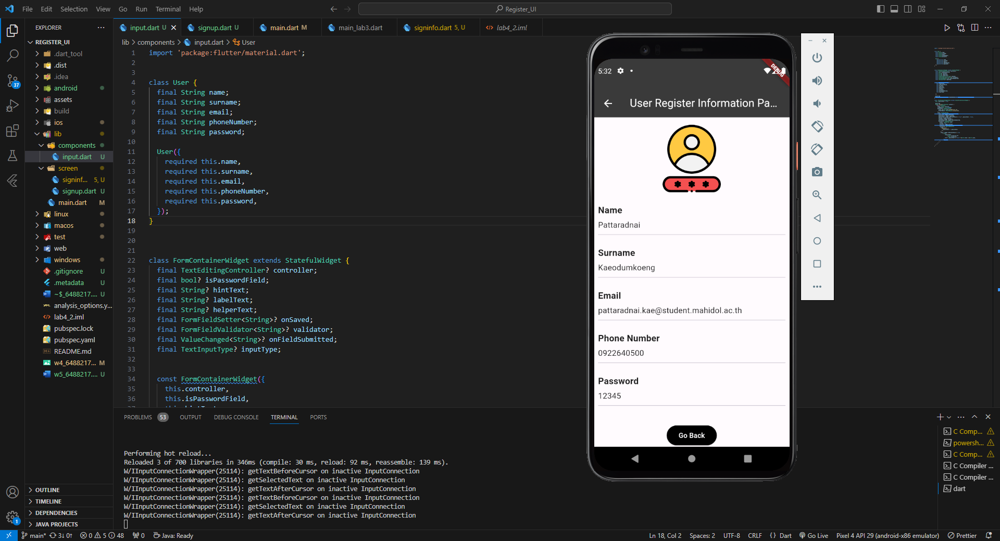 File Edit Selection View Go Run Terminal Help
Register_UI
EXPLORER
REGISTER_UI
.dart_tool
.dist
.idea
android
assets
build
ios
lib
components
input.dart U
screen
signinf... 5, U
signup.dart U
main.dart M
linux
macos
test
web
windows
.gitignore U
.metadata U
~$_6488217.... U
analysis_options.y...
lab4_2.iml
pubspec.lock
pubspec.yaml
README.md
w4_6488217... M
w5_6488217.... U
OUTLINE
TIMELINE
DEPENDENCIES
JAVA PROJECTS
37
1
input.dart U
signup.dart U
main.dart M
main_lab3.dart
signinfo.dart 5, U
lab4_2.iml
lib > components > input.dart > User
1 import 'package:flutter/material.dart';
2
3
4 class User {
5 final String name;
6 final String surname;
7 final String email;
8 final String phoneNumber;
9 final String password;
10
11 User({
12 required this.name,
13 required this.surname,
14 required this.email,
15 required this.phoneNumber,
16 required this.password,
17 });
18 }
19
20
21
22 class FormContainerWidget extends StatefulWidget {
23 final TextEditingController? controller;
24 final bool? isPasswordField;
25 final String? hintText;
26 final String? labelText;
27 final String? helperText;
28 final FormFieldSetter<String>? onSaved;
29 final FormFieldValidator<String>? validator;
30 final ValueChanged<String>? onFieldSubmitted;
31 final TextInputType? inputType;
32
33
34 const FormContainerWidget({
35 this.controller,
36 this.isPasswordField,
5:32
DEBUG
User Register Information Pa...
* * *
Name
Pattaradnai
Surname
Kaeodumkoeng
Email
pattaradnai.kae@student.mahidol.ac.th
Phone Number
0922640500
Password
12345
Go Back
PROBLEMS 53 OUTPUT DEBUG CONSOLE TERMINAL PORTS
Performing hot reload...
Reloaded 3 of 700 libraries in 346ms (compile: 30 ms, reload: 92 ms, reassemble: 139 ms).
W/IInputConnectionWrapper(25114): getTextBeforeCursor on inactive InputConnection
W/IInputConnectionWrapper(25114): getSelectedText on inactive InputConnection
W/IInputConnectionWrapper(25114): getTextAfterCursor on inactive InputConnection
W/IInputConnectionWrapper(25114): getTextBeforeCursor on inactive InputConnection
W/IInputConnectionWrapper(25114): getSelectedText on inactive InputConnection
W/IInputConnectionWrapper(25114): getTextAfterCursor on inactive InputConnection
C Comp...
powersh...
C Comp...
C Compiler ...
C Compiler ...
dart
main* 3↓ 0↑ 0 5 48 0 Java: Ready
Ln 18, Col 2 Spaces: 2 UTF-8 CRLF {} Dart Go Live Pixel 4 API 29 (android-x86 emulator) Prettier